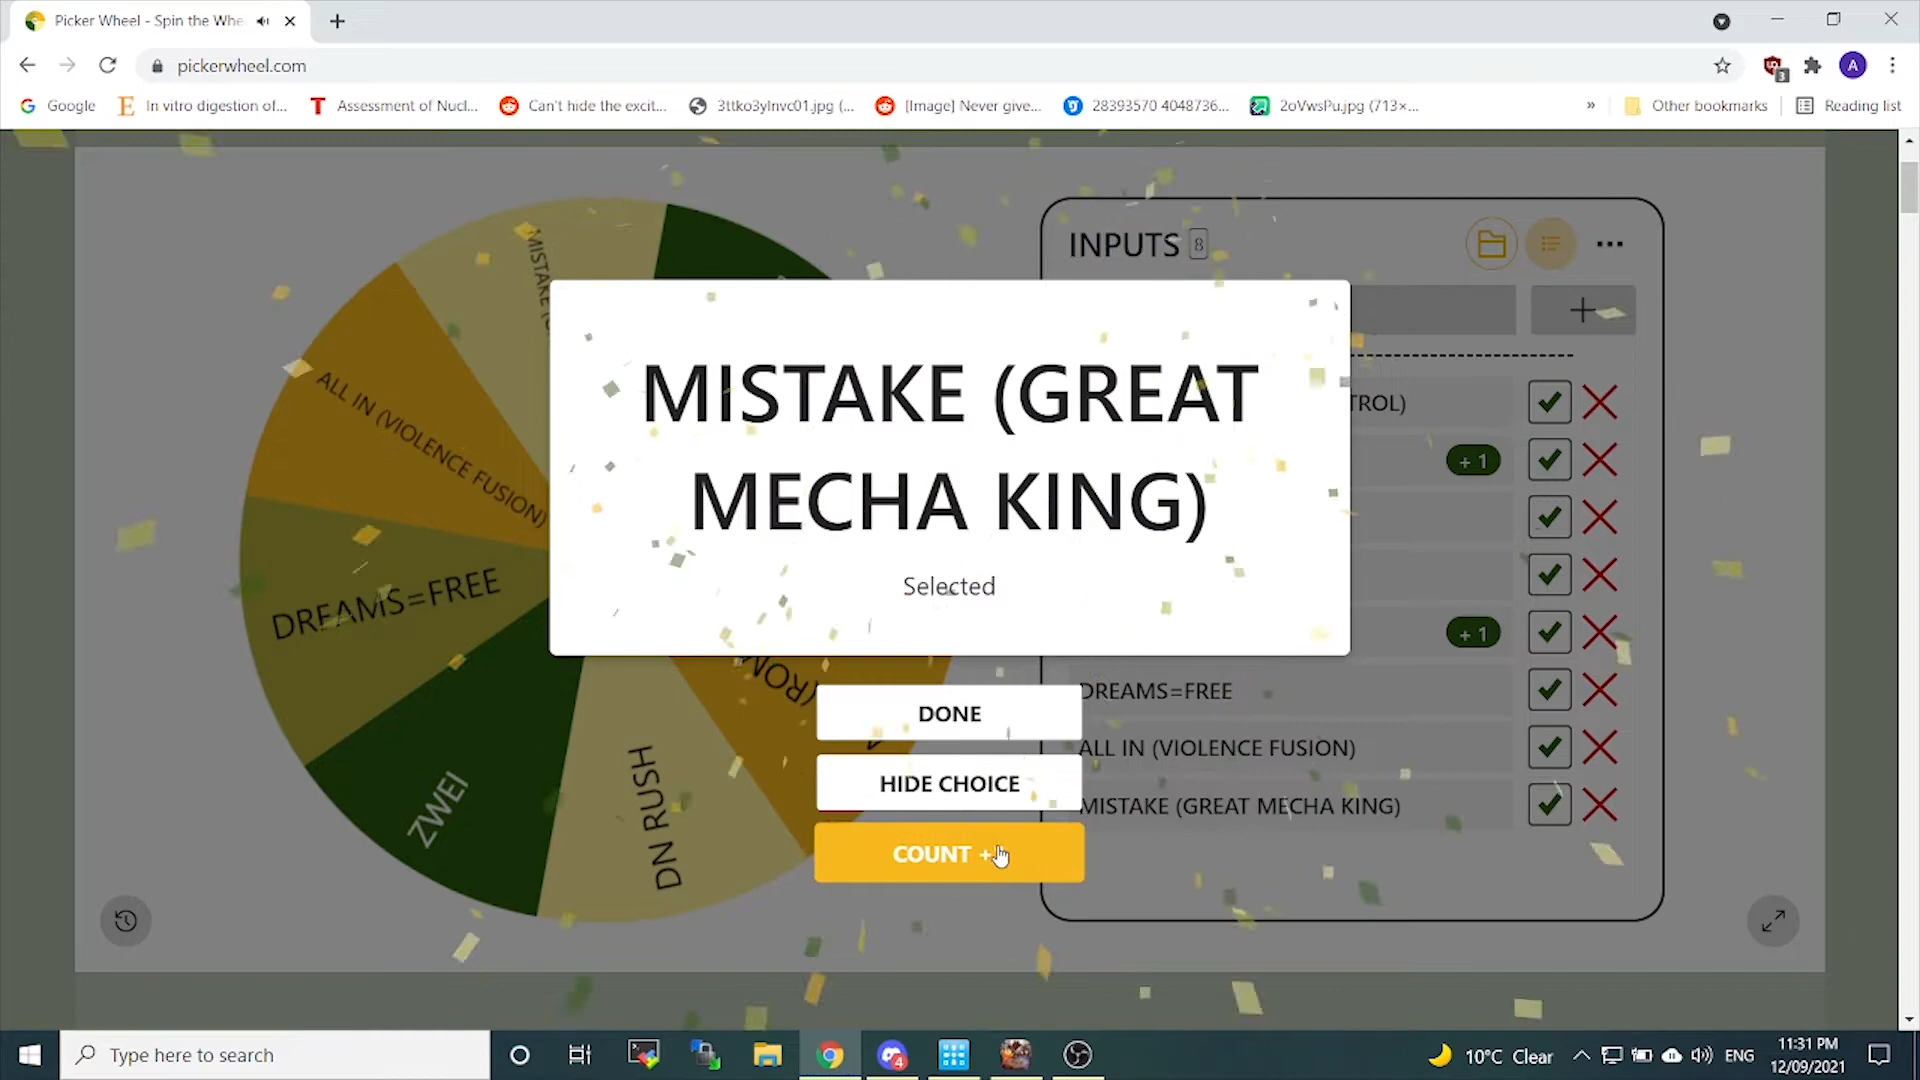 Picker Wheel - Spin the Whe
pickerwheel.com
3
A
Google
In vitro digestion of...
Assessment of Nucl...
Can't hide the excit...
3ttko3ylnvc01.jpg (...
[Image] Never give...
28393570 4048736...
2oVwsPu.jpg (713×...
»
Other bookmarks
Reading list
INPUTS 8
MISTAKE (GREAT
MECHA KING)
Selected
TROL)
+ 1
+ 1
DREAMS=FREE
ALL IN (VIOLENCE FUSION)
MISTAKE (GREAT MECHA KING)
DONE
HIDE CHOICE
COUNT +
MISTAKE (
ALL IN (VIOLENCE FUSION)
DREAMS=FREE
ZWEI
DN RUSH
Type here to search
4
10°C Clear
ENG
11:31 PM
12/09/2021